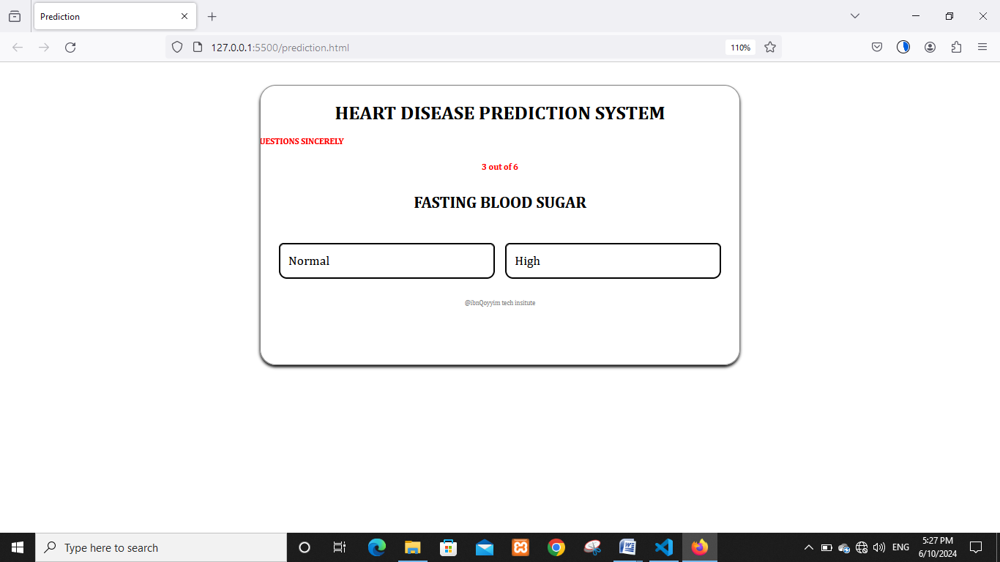 Prediction
127.0.0.1:5500/prediction.html
110%
HEART DISEASE PREDICTION SYSTEM
UESTIONS SINCERELY
3 out of 6
FASTING BLOOD SUGAR
Normal
High
@ibnQoyyim tech insitute
Type here to search
ENG
5:27 PM
6/10/2024